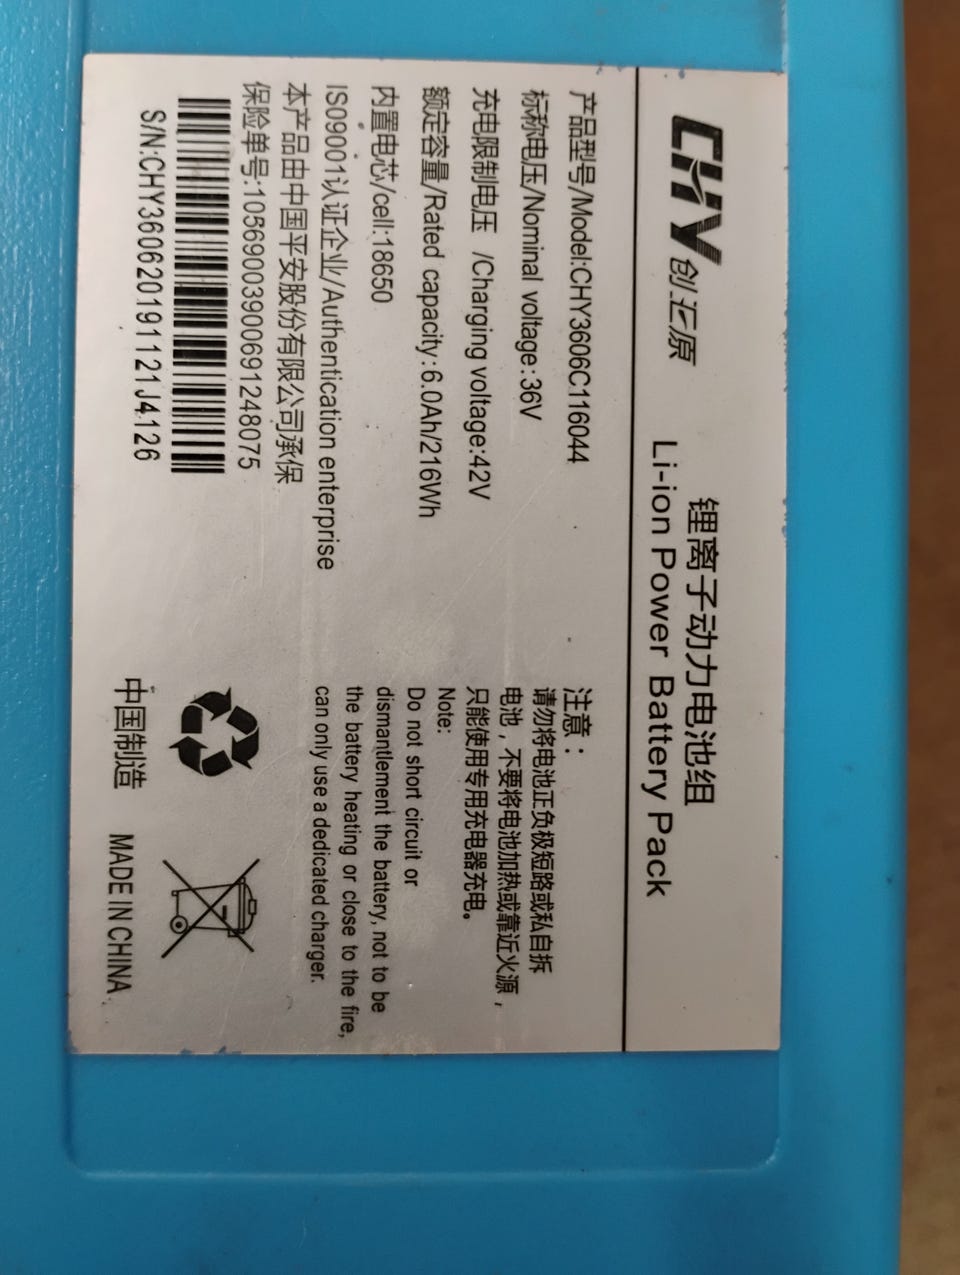 CHY 创亚原
锂离子动力电池组
Li-ion Power Battery Pack
产品型号/Model:CHY3606C116044
标称电压/Nominal voltage:36V
充电限制电压 /Charging voltage:42V
额定容量/Rated capacity:6.0Ah/216Wh
内置电芯/cell:18650
ISO9001认证企业/Authentication enterprise
本产品由中国平安股份有限公司承保
保险单号:10569003900691248075
S/N:CHY360620191121J4126
注意：
请勿将电池正负极短路或私自拆
电池，不要将电池加热或靠近火源，
只能使用专用充电器充电。
Note:
Do not short circuit or
dismantlement the battery, not to be
the battery heating or close to the fire,
can only use a dedicated charger.
中国制造 MADE IN CHINA